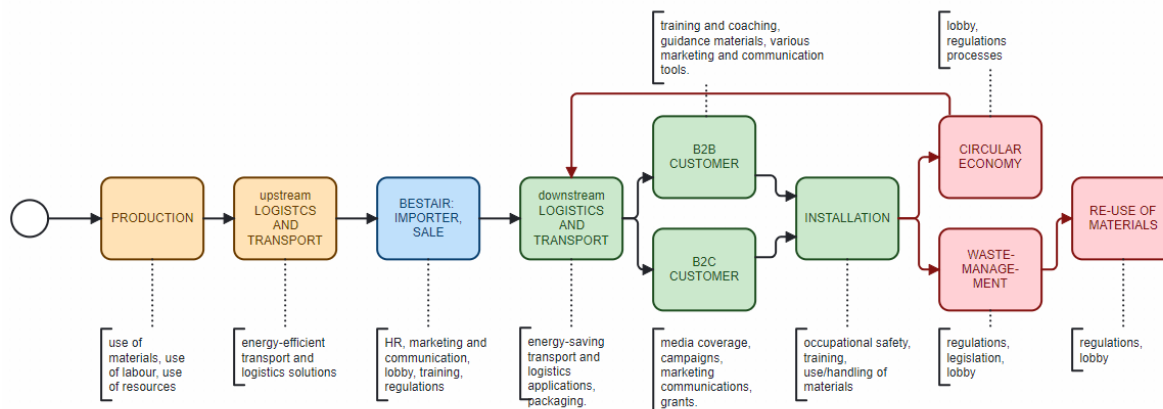 training and coaching,
guidance materials, various
marketing and communication
tools.
lobby,
regulations
processes
B2B
CUSTOMER
CIRCULAR
ECONOMY
PRODUCTION
upstream
LOGISTCS
AND
TRANSPORT
BESTAIR:
IMPORTER,
SALE
downstream
LOGISTICS
AND
TRANSPORT
INSTALLATION
RE-USE OF
MATERIALS
B2C
CUSTOMER
WASTE-
MANAGE-
MENT
use of
materials, use
of labour, use
of resources
energy-efficient
transport and
logistics solutions
HR, marketing and
communication,
lobby, training,
regulations
energy-saving
transport and
logistics
applications,
packaging.
media coverage,
campaigns,
marketing
communications,
grants.
occupational safety,
training,
use/handling of
materials
regulations,
legislation,
lobby
regulations,
lobby